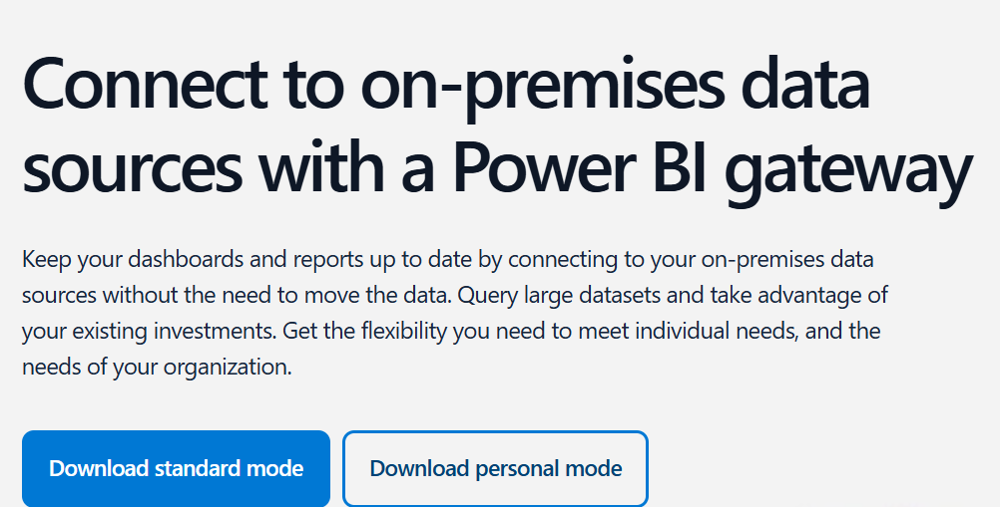 Connect to on-premises data
sources with a Power BI gateway
Keep your dashboards and reports up to date by connecting to your on-premises data
sources without the need to move the data. Query large datasets and take advantage of
your existing investments. Get the flexibility you need to meet individual needs, and the
needs of your organization.
Download standard mode
Download personal mode